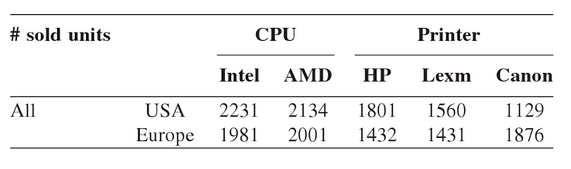 # sold units CPU Printer
Intel AMD HP Lexm Canon
All USA 2231 2134 1801 1560 1129
Europe 1981 2001 1432 1431 1876